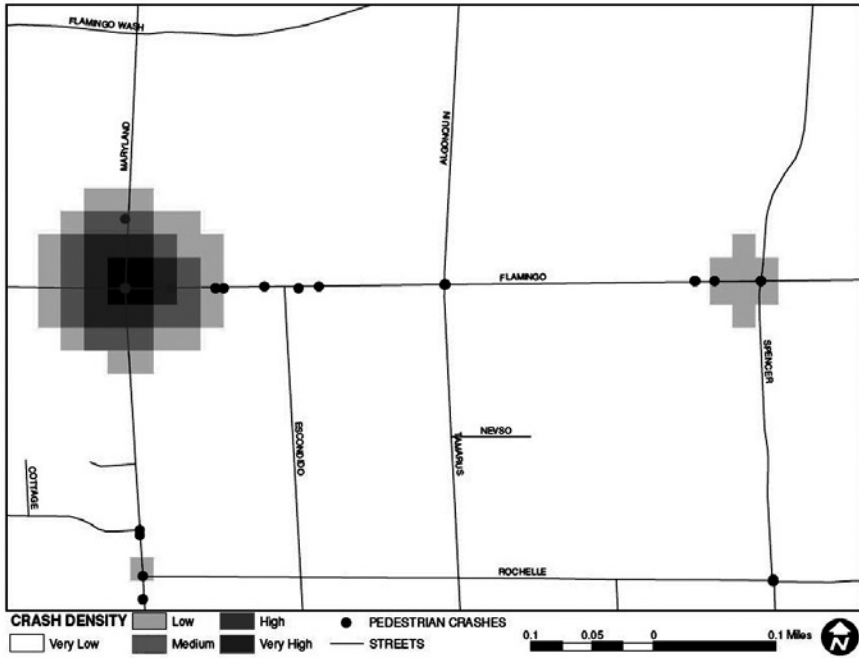 FLAMINGO WASH
MARYLAND
ALGONQUIN
FLAMINGO
SPENCER
ESCONDIDO
TAMARUS
NEVSO
COTTAGE
ROCHELLE
CRASH DENSITY
Low
High
PEDESTRIAN CRASHES
Very Low
Medium
Very High
STREETS
0.1 0.05 0 0.1 Miles
N